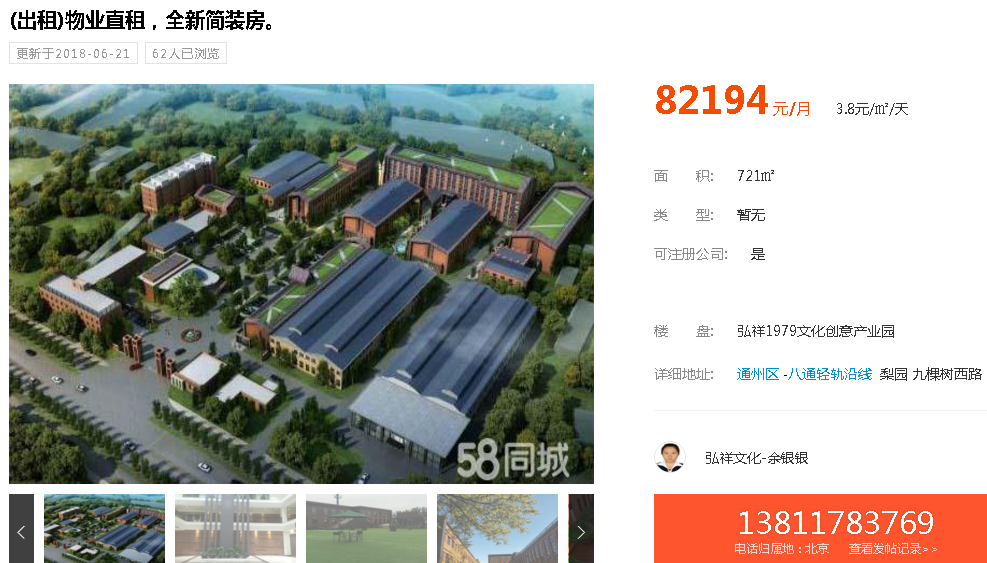 (出租)物业直租，全新简装房。
更新于2018-06-21 62人已浏览
82194 元/月 3.8元/㎡/天
面 积: 721㎡
类 型: 暂无
可注册公司: 是
楼 盘: 弘祥1979文化创意产业园
详细地址: 通州区 -八通轻轨沿线 梨园 九棵树西路
弘祥文化-余银银
58同城
13811783769
电话归属地：北京 查看发帖记录>>